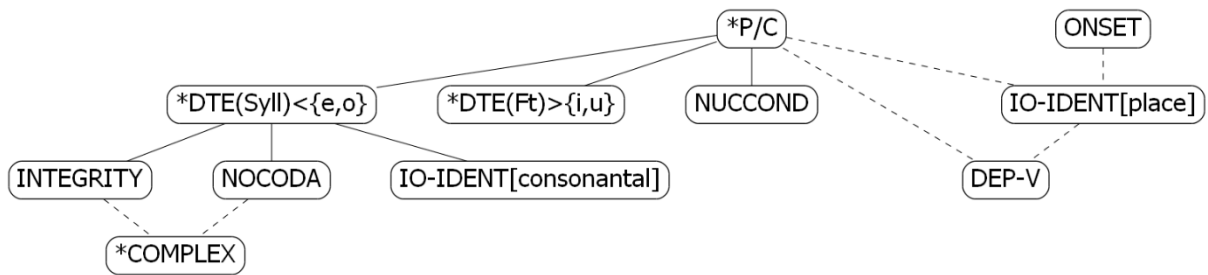 *P/C ONSET
*DTE(Syll)<{e,o} *DTE(Ft)>{i,u} NUCCOND IO-IDENT[place]
INTEGRITY NOCODA IO-IDENT[consonantal] DEP-V
*COMPLEX